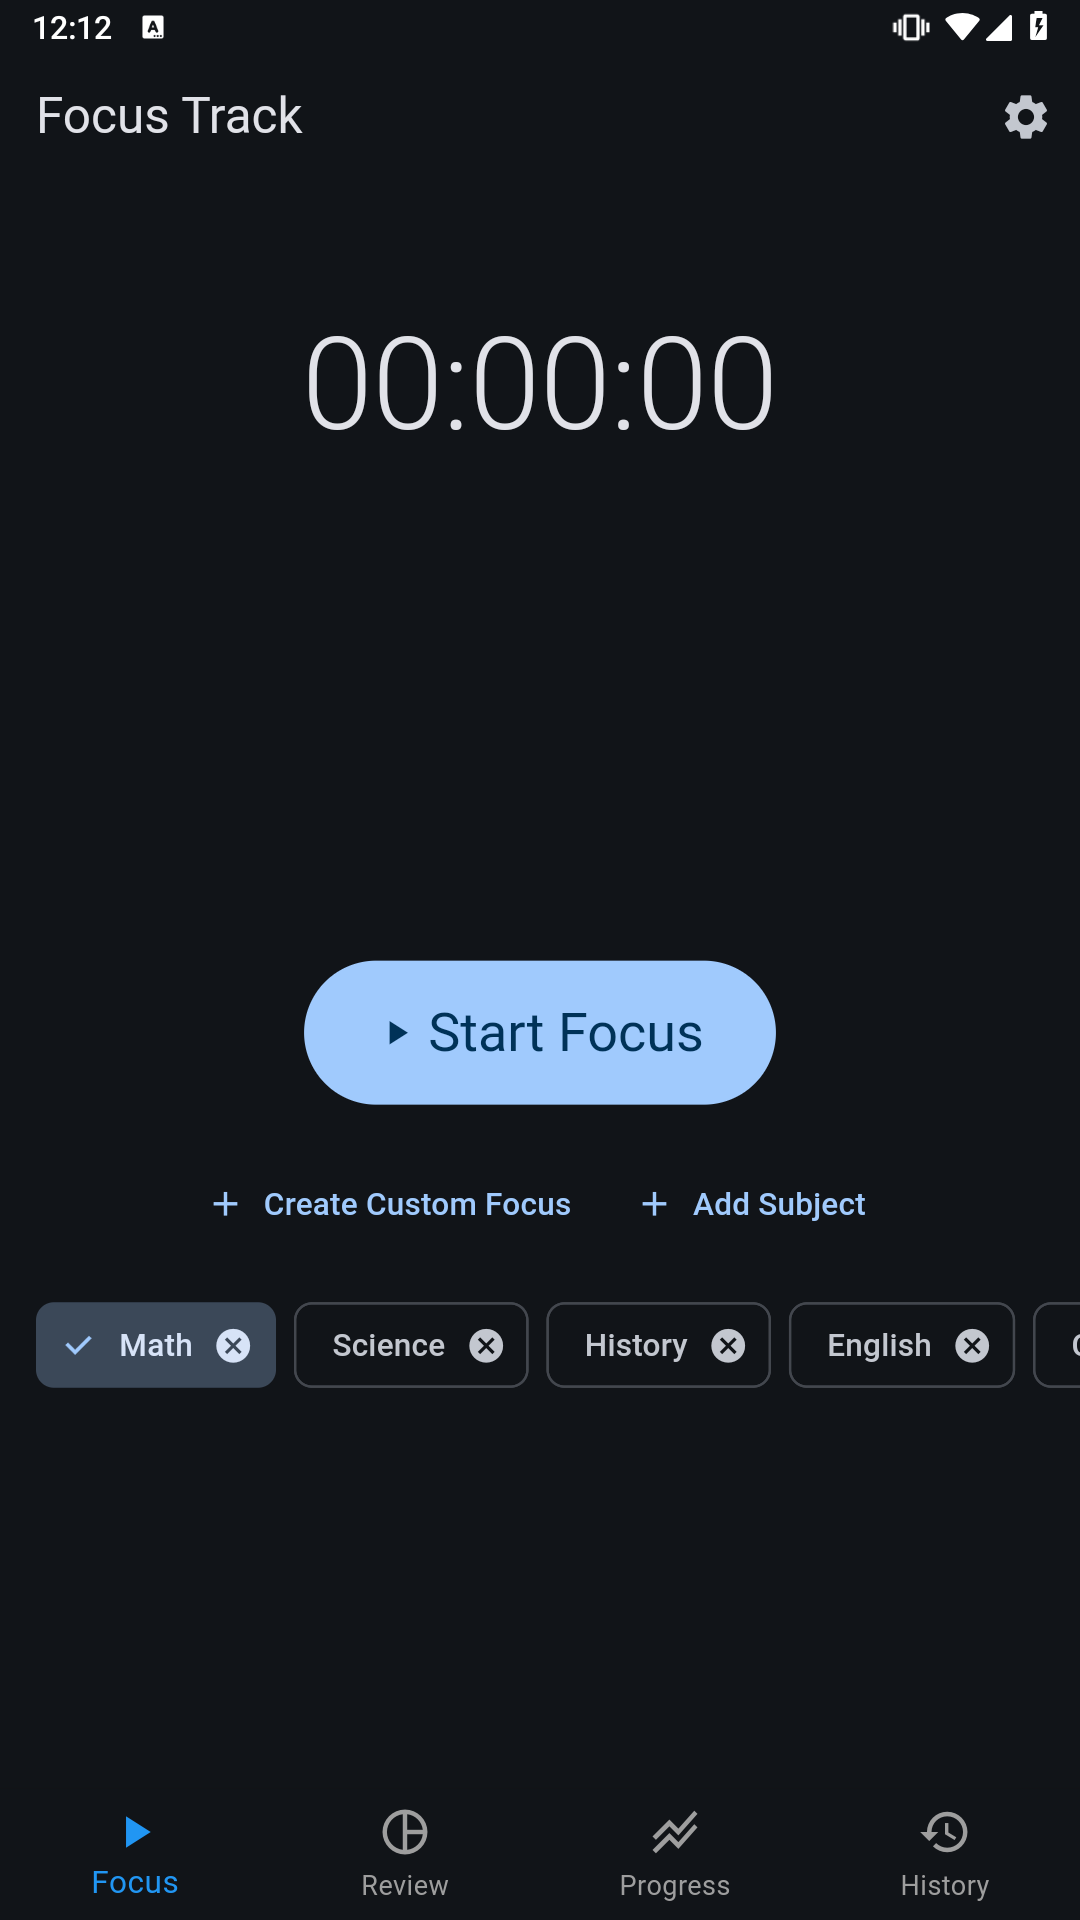 12:12
Focus Track
00:00:00
Start Focus
Create Custom Focus Add Subject
Math Science History English
Focus Review Progress History